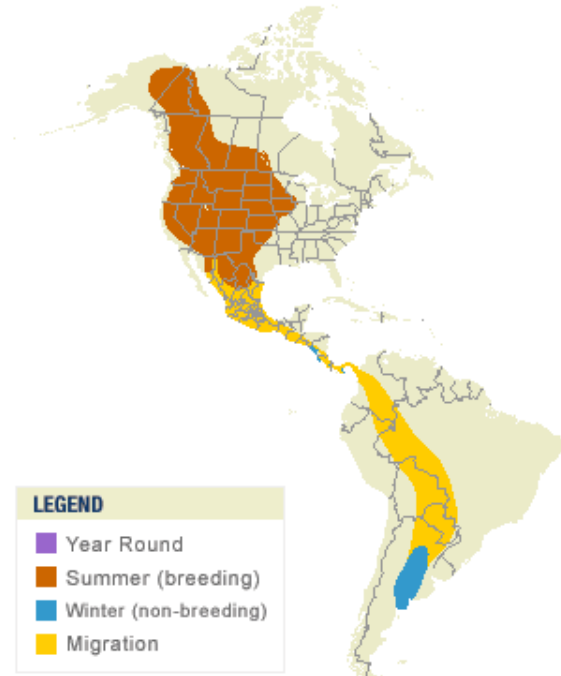 LEGEND
Year Round
Summer (breeding)
Winter (non-breeding)
Migration